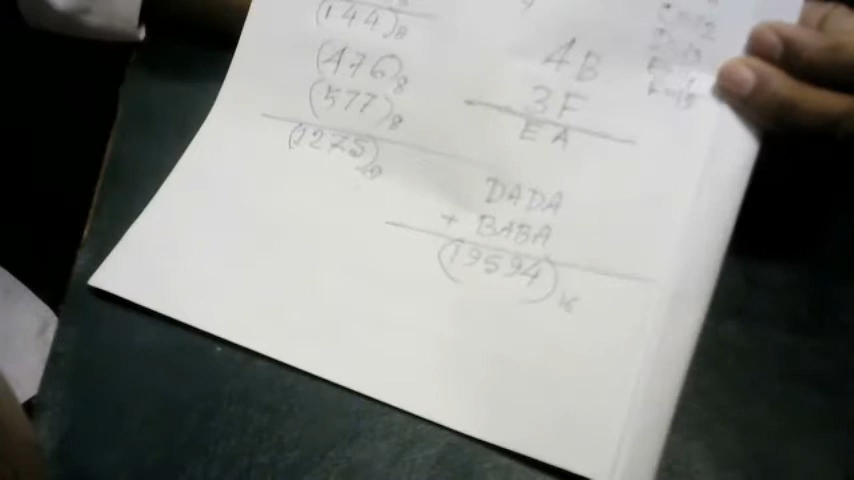 (144)8
(476)8
(577)8
(1275)8
4B
3F
EA
DADA
+ BABA
(19594)16